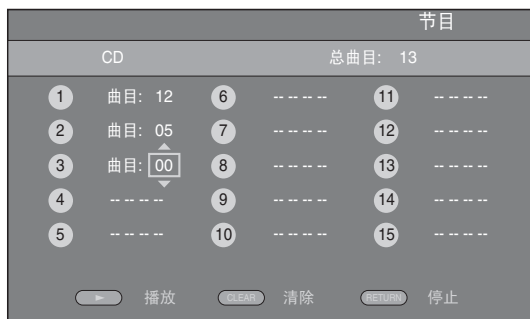 节目
CD 总曲目: 13
1 曲目: 12 6 -- -- -- -- 11 -- -- -- --
2 曲目: 05 7 -- -- -- -- 12 -- -- -- --
3 曲目: 00 8 -- -- -- -- 13 -- -- -- --
4 -- -- -- -- 9 -- -- -- -- 14 -- -- -- --
5 -- -- -- -- 10 -- -- -- -- 15 -- -- -- --
播放 CLEAR 清除 RETURN 停止